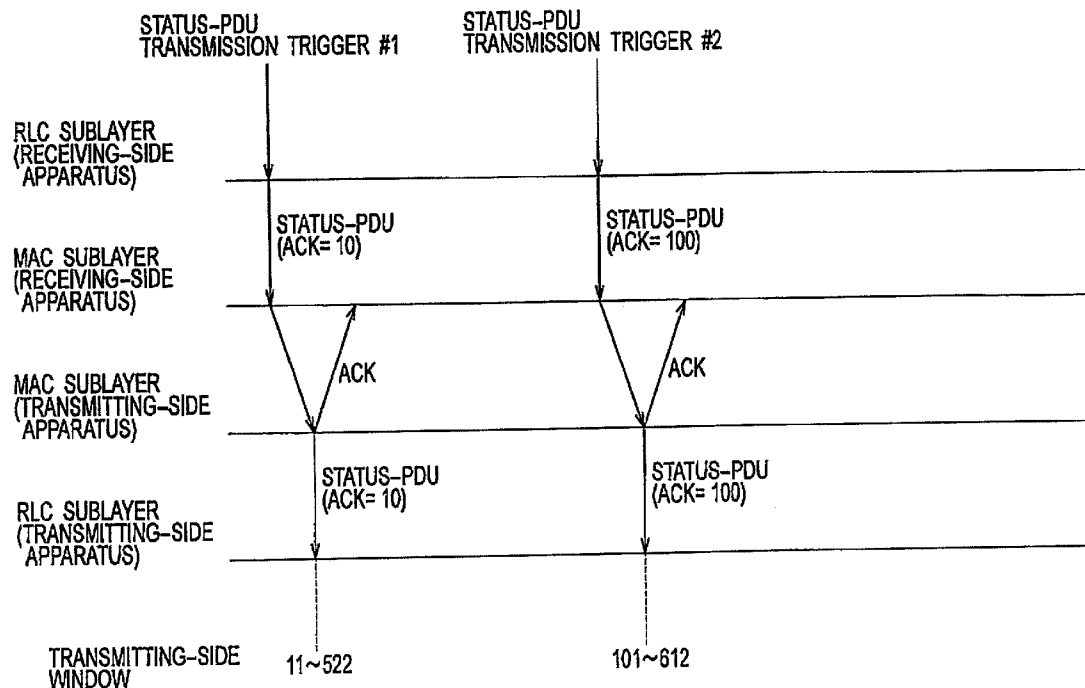 STATUS-PDU
TRANSMISSION TRIGGER #1
STATUS-PDU
TRANSMISSION TRIGGER #2
RLC SUBLAYER
(RECEIVING-SIDE
APPARATUS)
STATUS-PDU
(ACK= 10)
STATUS-PDU
(ACK= 100)
MAC SUBLAYER
(RECEIVING-SIDE
APPARATUS)
ACK
ACK
MAC SUBLAYER
(TRANSMITTING-SIDE
APPARATUS)
STATUS-PDU
(ACK= 10)
STATUS-PDU
(ACK= 100)
RLC SUBLAYER
(TRANSMITTING-SIDE
APPARATUS)
TRANSMITTING-SIDE
WINDOW
11~522
101~612